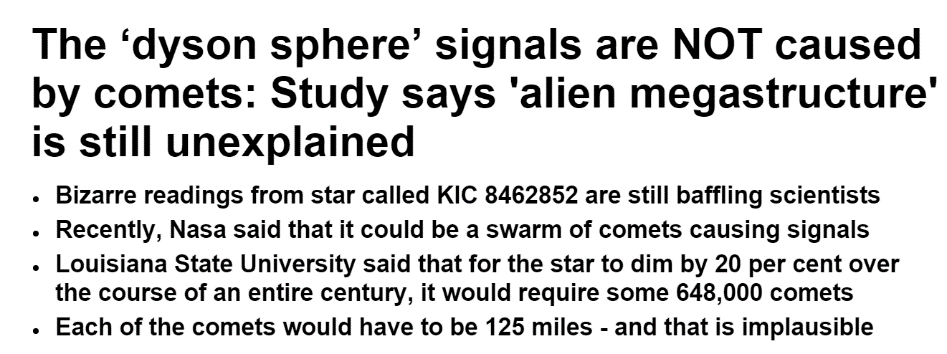 The ‘dyson sphere’ signals are NOT caused
by comets: Study says 'alien megastructure'
is still unexplained
• Bizarre readings from star called KIC 8462852 are still baffling scientists
• Recently, Nasa said that it could be a swarm of comets causing signals
• Louisiana State University said that for the star to dim by 20 per cent over
the course of an entire century, it would require some 648,000 comets
• Each of the comets would have to be 125 miles - and that is implausible